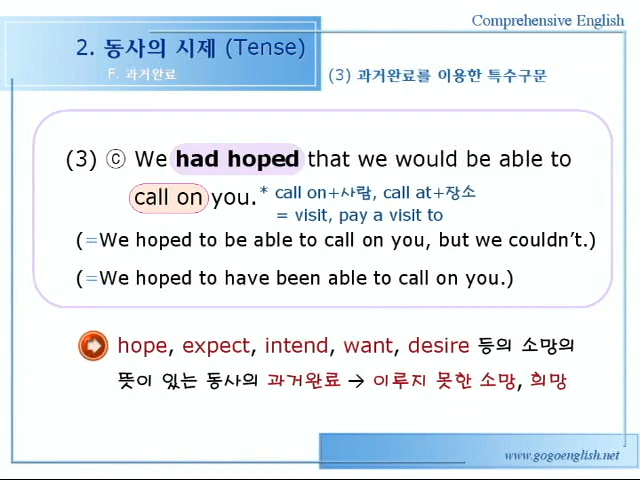 Comprehensive English
2. 동사의 시제 (Tense)
F. 과거완료
(3) 과거완료를 이용한 특수구문
(3) ⓒ We had hoped that we would be able to
call on you. * call on+사람, call at+장소
= visit, pay a visit to
(=We hoped to be able to call on you, but we couldn't.)
(=We hoped to have been able to call on you.)
hope, expect, intend, want, desire 등의 소망의
뜻이 있는 동사의 과거완료 → 이루지 못한 소망, 희망
www.gogoenglish.net